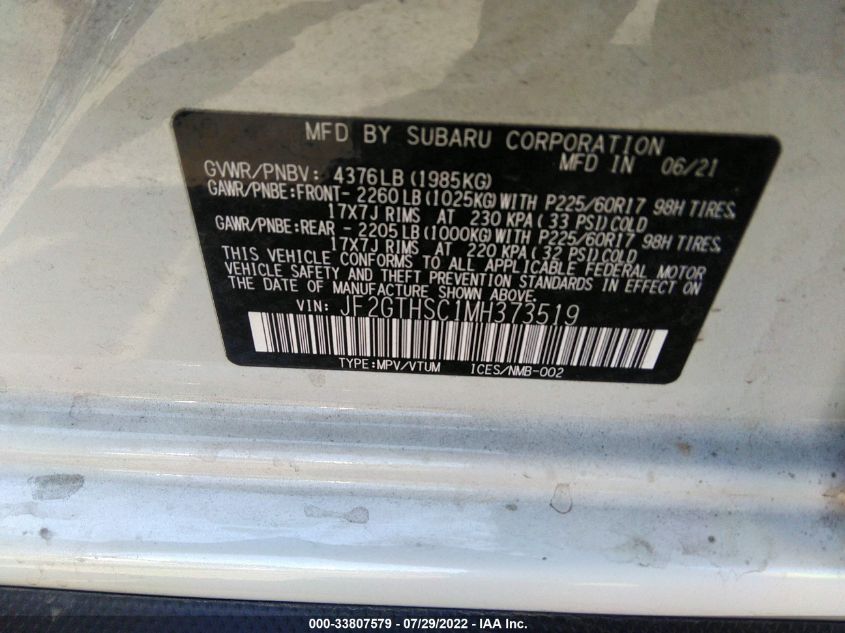 MFD BY SUBARU CORPORATION
MFD IN 06/21
GVWR/PNBV: 4376LB (1985KG)
GAWR/PNBE:FRONT-2260LB (1025KG) WITH P225/60R17 98H TIRES,
17X7J RIMS AT 230 KPA (33 PSI) COLD
GAWR/PNBE:REAR -2205LB (1000KG) WITH P225/60R17 98H TIRES,
17X7J RIMS AT 220 KPA (32 PSI) COLD
THIS VEHICLE CONFORMS TO ALL APPLICABLE FEDERAL MOTOR
VEHICLE SAFETY AND THEFT PREVENTION STANDARDS IN EFFECT ON
THE DATE OF MANUFACTURE SHOWN ABOVE.
VIN: JF2GTHSC1MH373519
TYPE:MPV/VTUM ICES/NMB-002
000-33807579 / 07/29/2022 - IAA Inc.